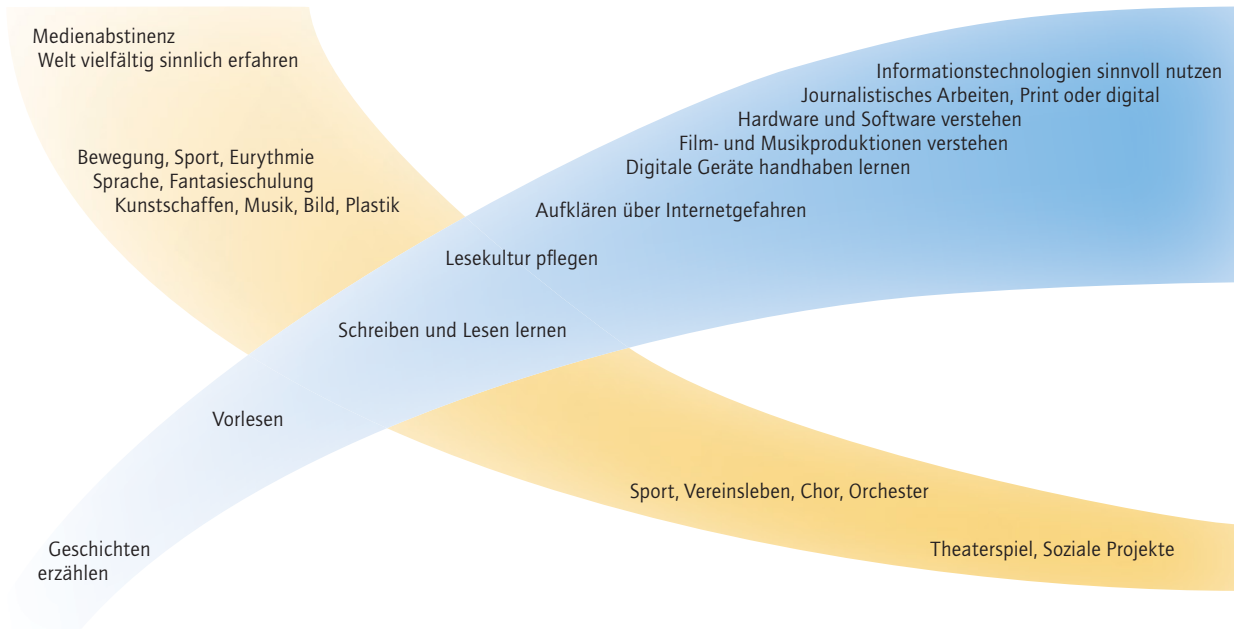 Medienabstinenz
Welt vielfältig sinnlich erfahren
Informationstechnologien sinnvoll nutzen
Journalistisches Arbeiten, Print oder digital
Hardware und Software verstehen
Film- und Musikproduktionen verstehen
Digitale Geräte handhaben lernen
Bewegung, Sport, Eurythmie
Sprache, Fantasieschulung
Kunstschaffen, Musik, Bild, Plastik
Aufklären über Internetgefahren
Lesekultur pflegen
Schreiben und Lesen lernen
Vorlesen
Sport, Vereinsleben, Chor, Orchester
Geschichten
erzählen
Theaterspiel, Soziale Projekte